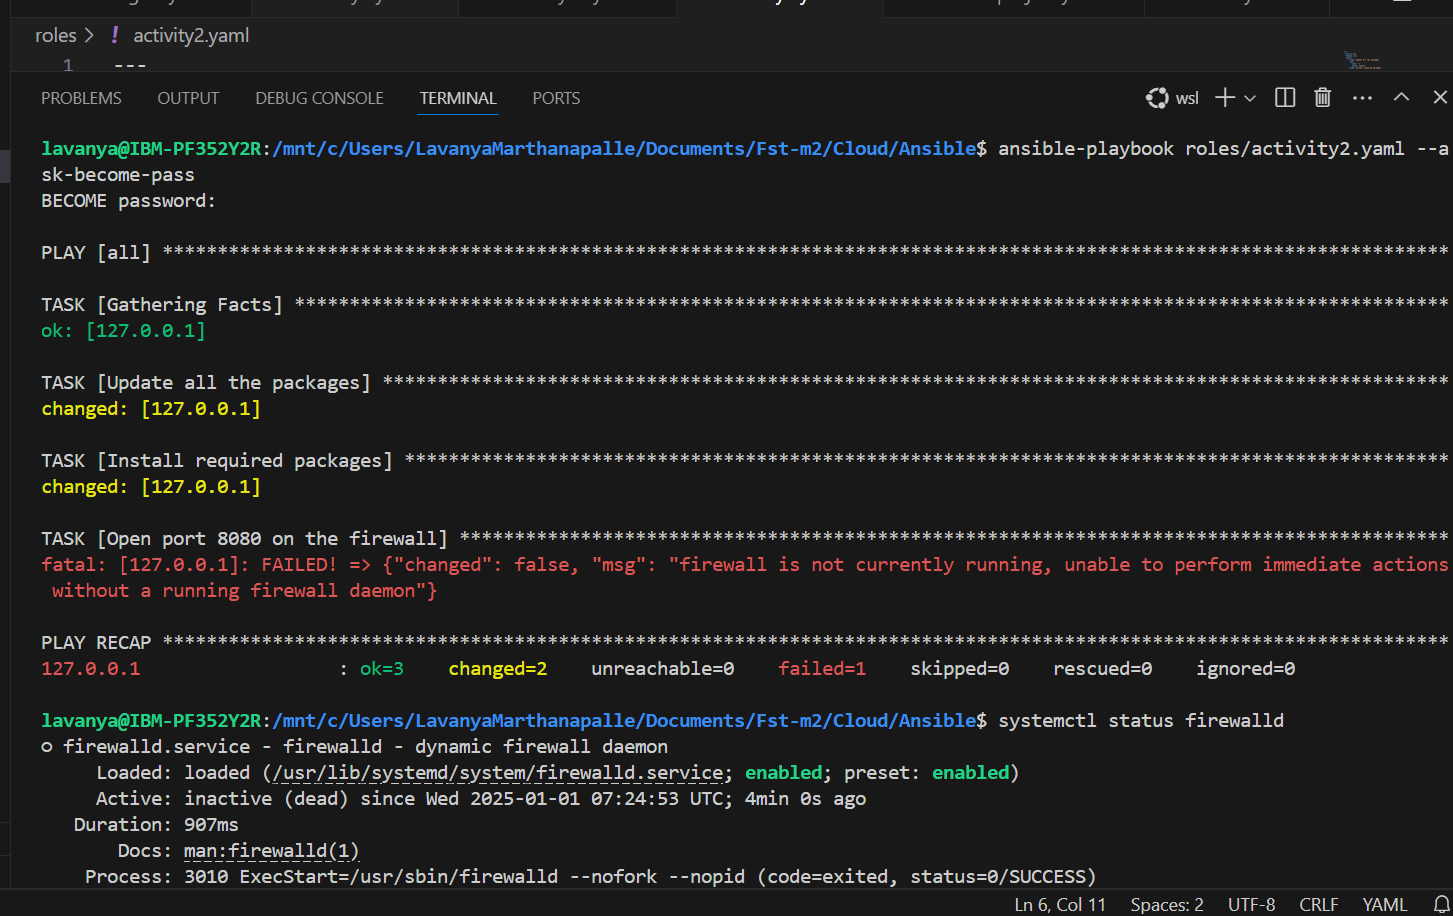 roles > ! activity2.yaml
1 ---
PROBLEMS OUTPUT DEBUG CONSOLE TERMINAL PORTS wsl
lavanya@IBM-PF352Y2R:/mnt/c/Users/LavanyaMarthanapalle/Documents/Fst-m2/Cloud/Ansible$ ansible-playbook roles/activity2.yaml --a
sk-become-pass
BECOME password:
PLAY [all] *********************************************************************************************************************
TASK [Gathering Facts] *********************************************************************************************************
ok: [127.0.0.1]
TASK [Update all the packages] *************************************************************************************************
changed: [127.0.0.1]
TASK [Install required packages] ***********************************************************************************************
changed: [127.0.0.1]
TASK [Open port 8080 on the firewall] ******************************************************************************************
fatal: [127.0.0.1]: FAILED! => {"changed": false, "msg": "firewall is not currently running, unable to perform immediate actions
without a running firewall daemon"}
PLAY RECAP *********************************************************************************************************************
127.0.0.1 : ok=3 changed=2 unreachable=0 failed=1 skipped=0 rescued=0 ignored=0
lavanya@IBM-PF352Y2R:/mnt/c/Users/LavanyaMarthanapalle/Documents/Fst-m2/Cloud/Ansible$ systemctl status firewalld
○ firewalld.service - firewalld - dynamic firewall daemon
Loaded: loaded (/usr/lib/systemd/system/firewalld.service; enabled; preset: enabled)
Active: inactive (dead) since Wed 2025-01-01 07:24:53 UTC; 4min 0s ago
Duration: 907ms
Docs: man:firewalld(1)
Process: 3010 ExecStart=/usr/sbin/firewalld --nofork --nopid (code=exited, status=0/SUCCESS)
Ln 6, Col 11 Spaces: 2 UTF-8 CRLF YAML